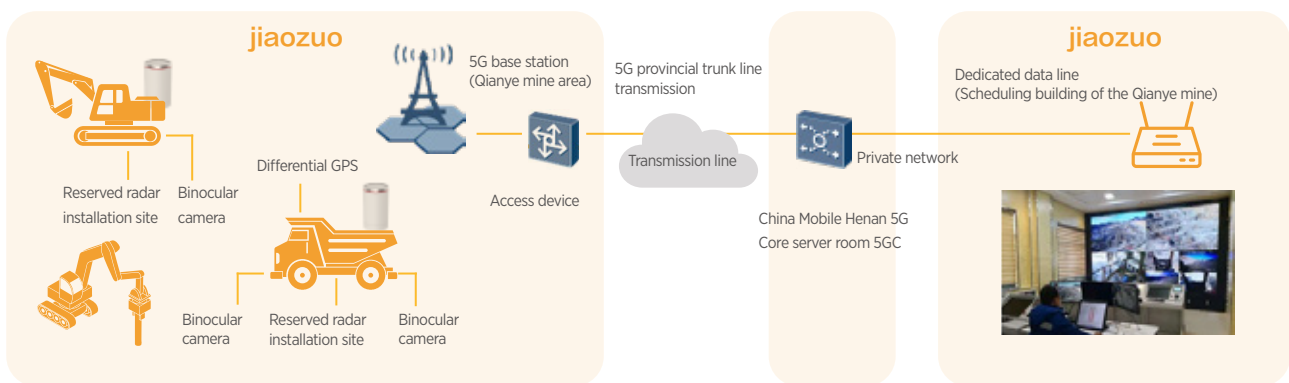 jiaozuo
5G base station
(Qianye mine area)
Access device
Reserved radar
installation site
Binocular
camera
Differential GPS
Binocular
camera
Reserved radar
installation site
Binocular
camera
5G provincial trunk line
transmission
Transmission line
Private network
China Mobile Henan 5G
Core server room 5GC
jiaozuo
Dedicated data line
(Scheduling building of the Qianye mine)